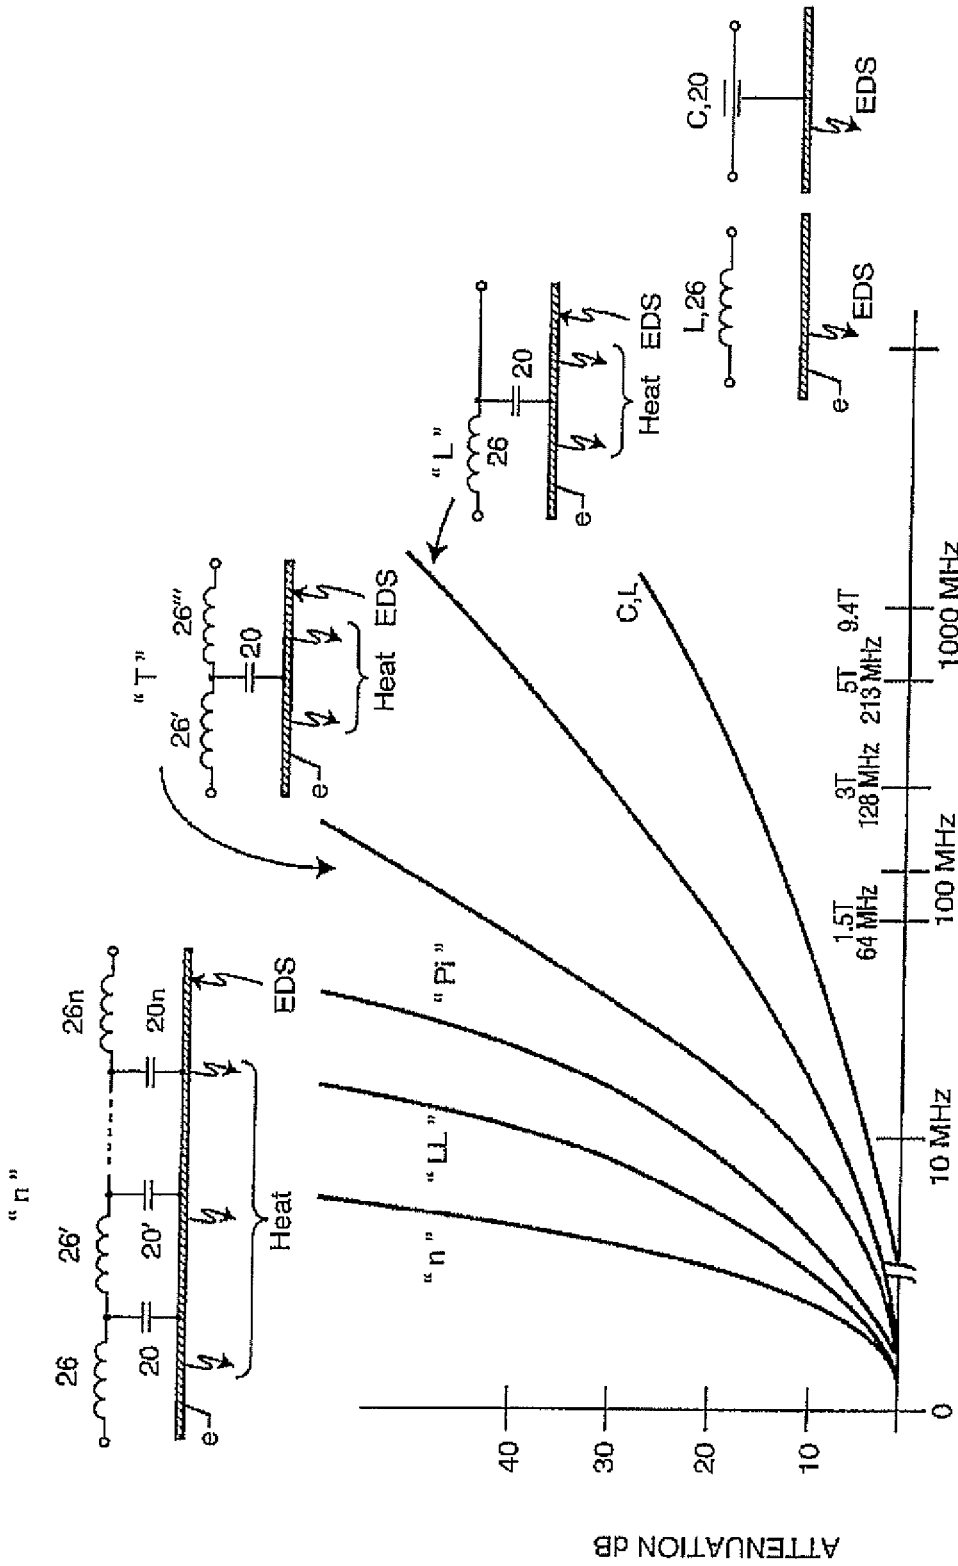 “n”
26
26'
26n
20
20'
20n
e-
Heat
EDS
“T”
26'
26'''
20
e-
Heat
EDS
“L”
26
20
e-
Heat
EDS
L,26
C,20
e-
EDS
EDS
ATTENUATION dB
40
30
20
10
“n”
“LL”
“Pi”
C,L
1.5T
64 MHz
3T
128 MHz
5T
213 MHz
9.4T
0
10 MHz
100 MHz
1000 MHz